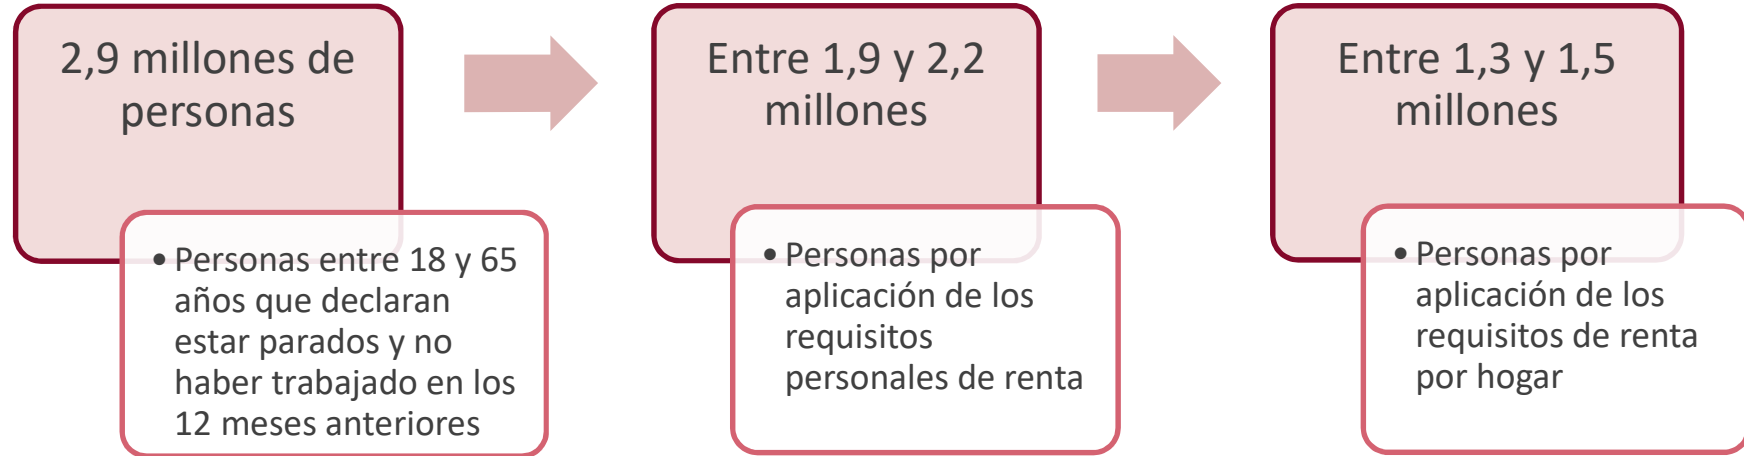 2,9 millones de
personas
• Personas entre 18 y 65
años que declaran
estar parados y no
haber trabajado en los
12 meses anteriores
Entre 1,9 y 2,2
millones
• Personas por
aplicación de los
requisitos
personales de renta
Entre 1,3 y 1,5
millones
• Personas por
aplicación de los
requisitos de renta
por hogar